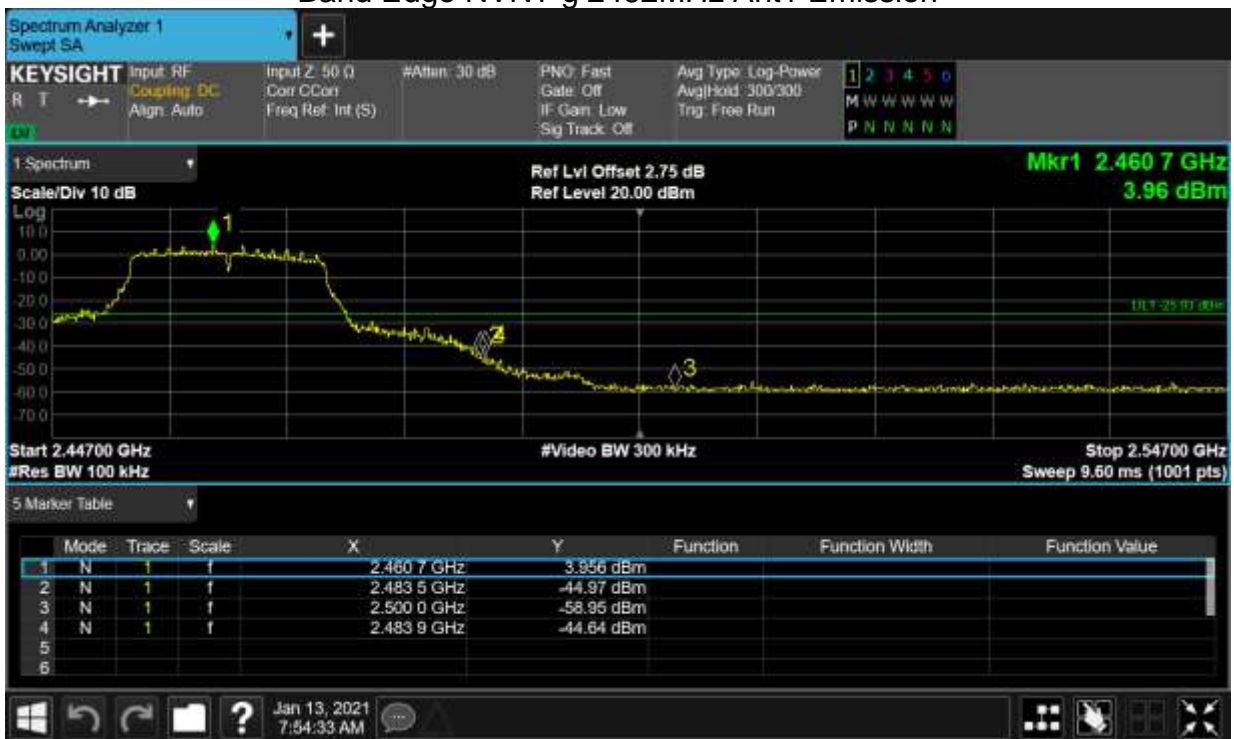 Band Edge NVNT g 2462MHz Ant1 Emission
Spectrum Analyzer 1
Swept SA
+
KEYSIGHT Input: RF Input Z: 50 Ω #Atten: 30 dB PNO: Fast Avg Type: Log-Power 1 2 3 4 5 6
R T Coupling: DC Corr CCorr Gate: Off Avg|Hold: 300/300 M W W W W W
Align: Auto Freq Ref: Int (S) IF Gain: Low Trig: Free Run
Sig Track: Off P N N N N N
1 Spectrum Ref Lvl Offset 2.75 dB Mkr1 2.460 7 GHz
Scale/Div 10 dB Ref Level 20.00 dBm 3.96 dBm
Log
10.0
1
0.00
-10.0
-20.0
-30.0
-40.0
-50.0
3
-60.0
-70.0
Start 2.44700 GHz #Video BW 300 kHz Stop 2.54700 GHz
#Res BW 100 kHz Sweep 9.60 ms (1001 pts)
5 Marker Table
Mode Trace Scale X Y Function Function Width Function Value
1 N 1 f 2.460 7 GHz 3.956 dBm
2 N 1 f 2.483 5 GHz -44.97 dBm
3 N 1 f 2.500 0 GHz -58.95 dBm
4 N 1 f 2.483 9 GHz -44.64 dBm
5
6
? Jan 13, 2021
7:54:33 AM